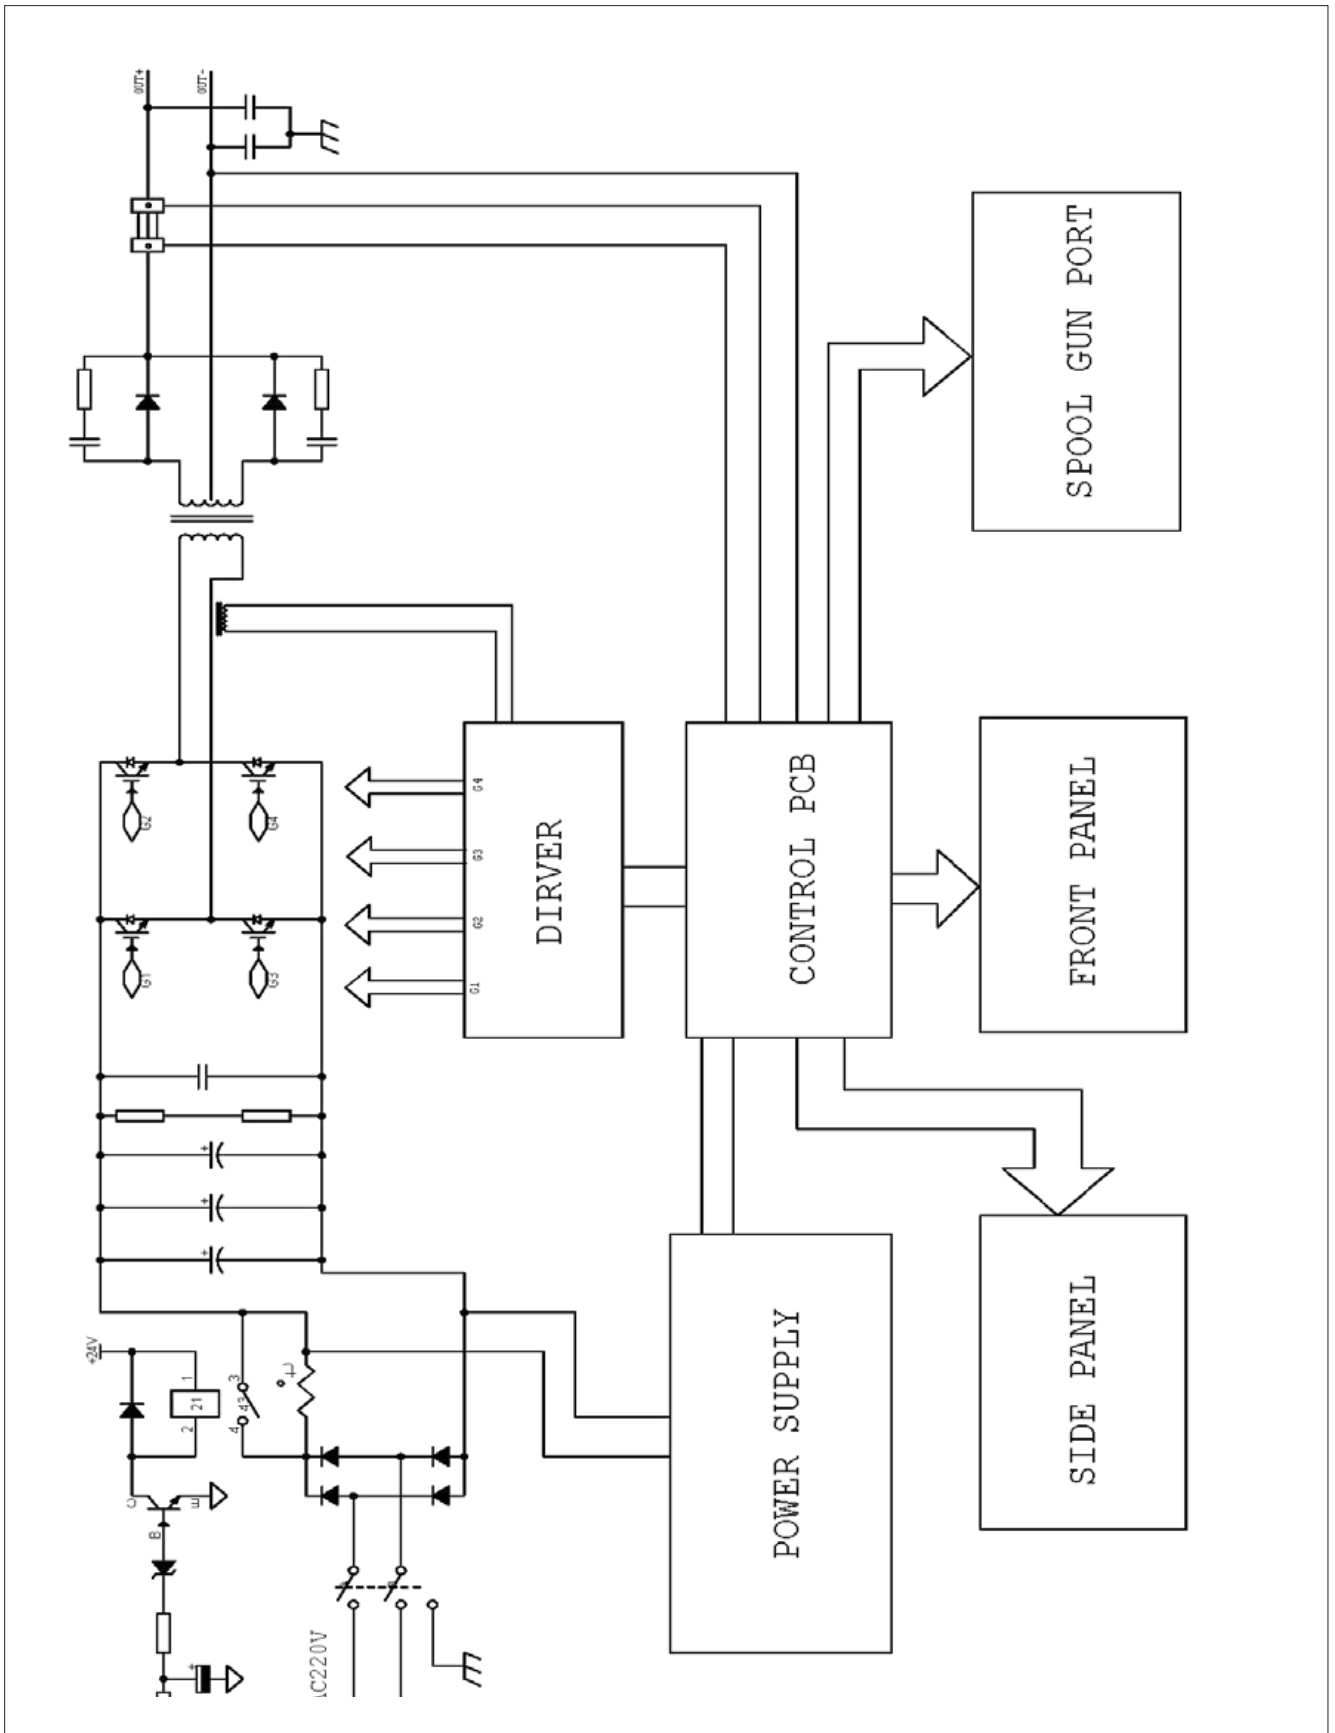 OUT+
OUT-
SPOOL GUN PORT
G2
G4
G1
G3
G4
G3
G2
G1
DIRVER
CONTROL PCB
FRONT PANEL
+24V
1
21
2
3
43
4
C
B
E
AC220V
POWER SUPPLY
SIDE PANEL